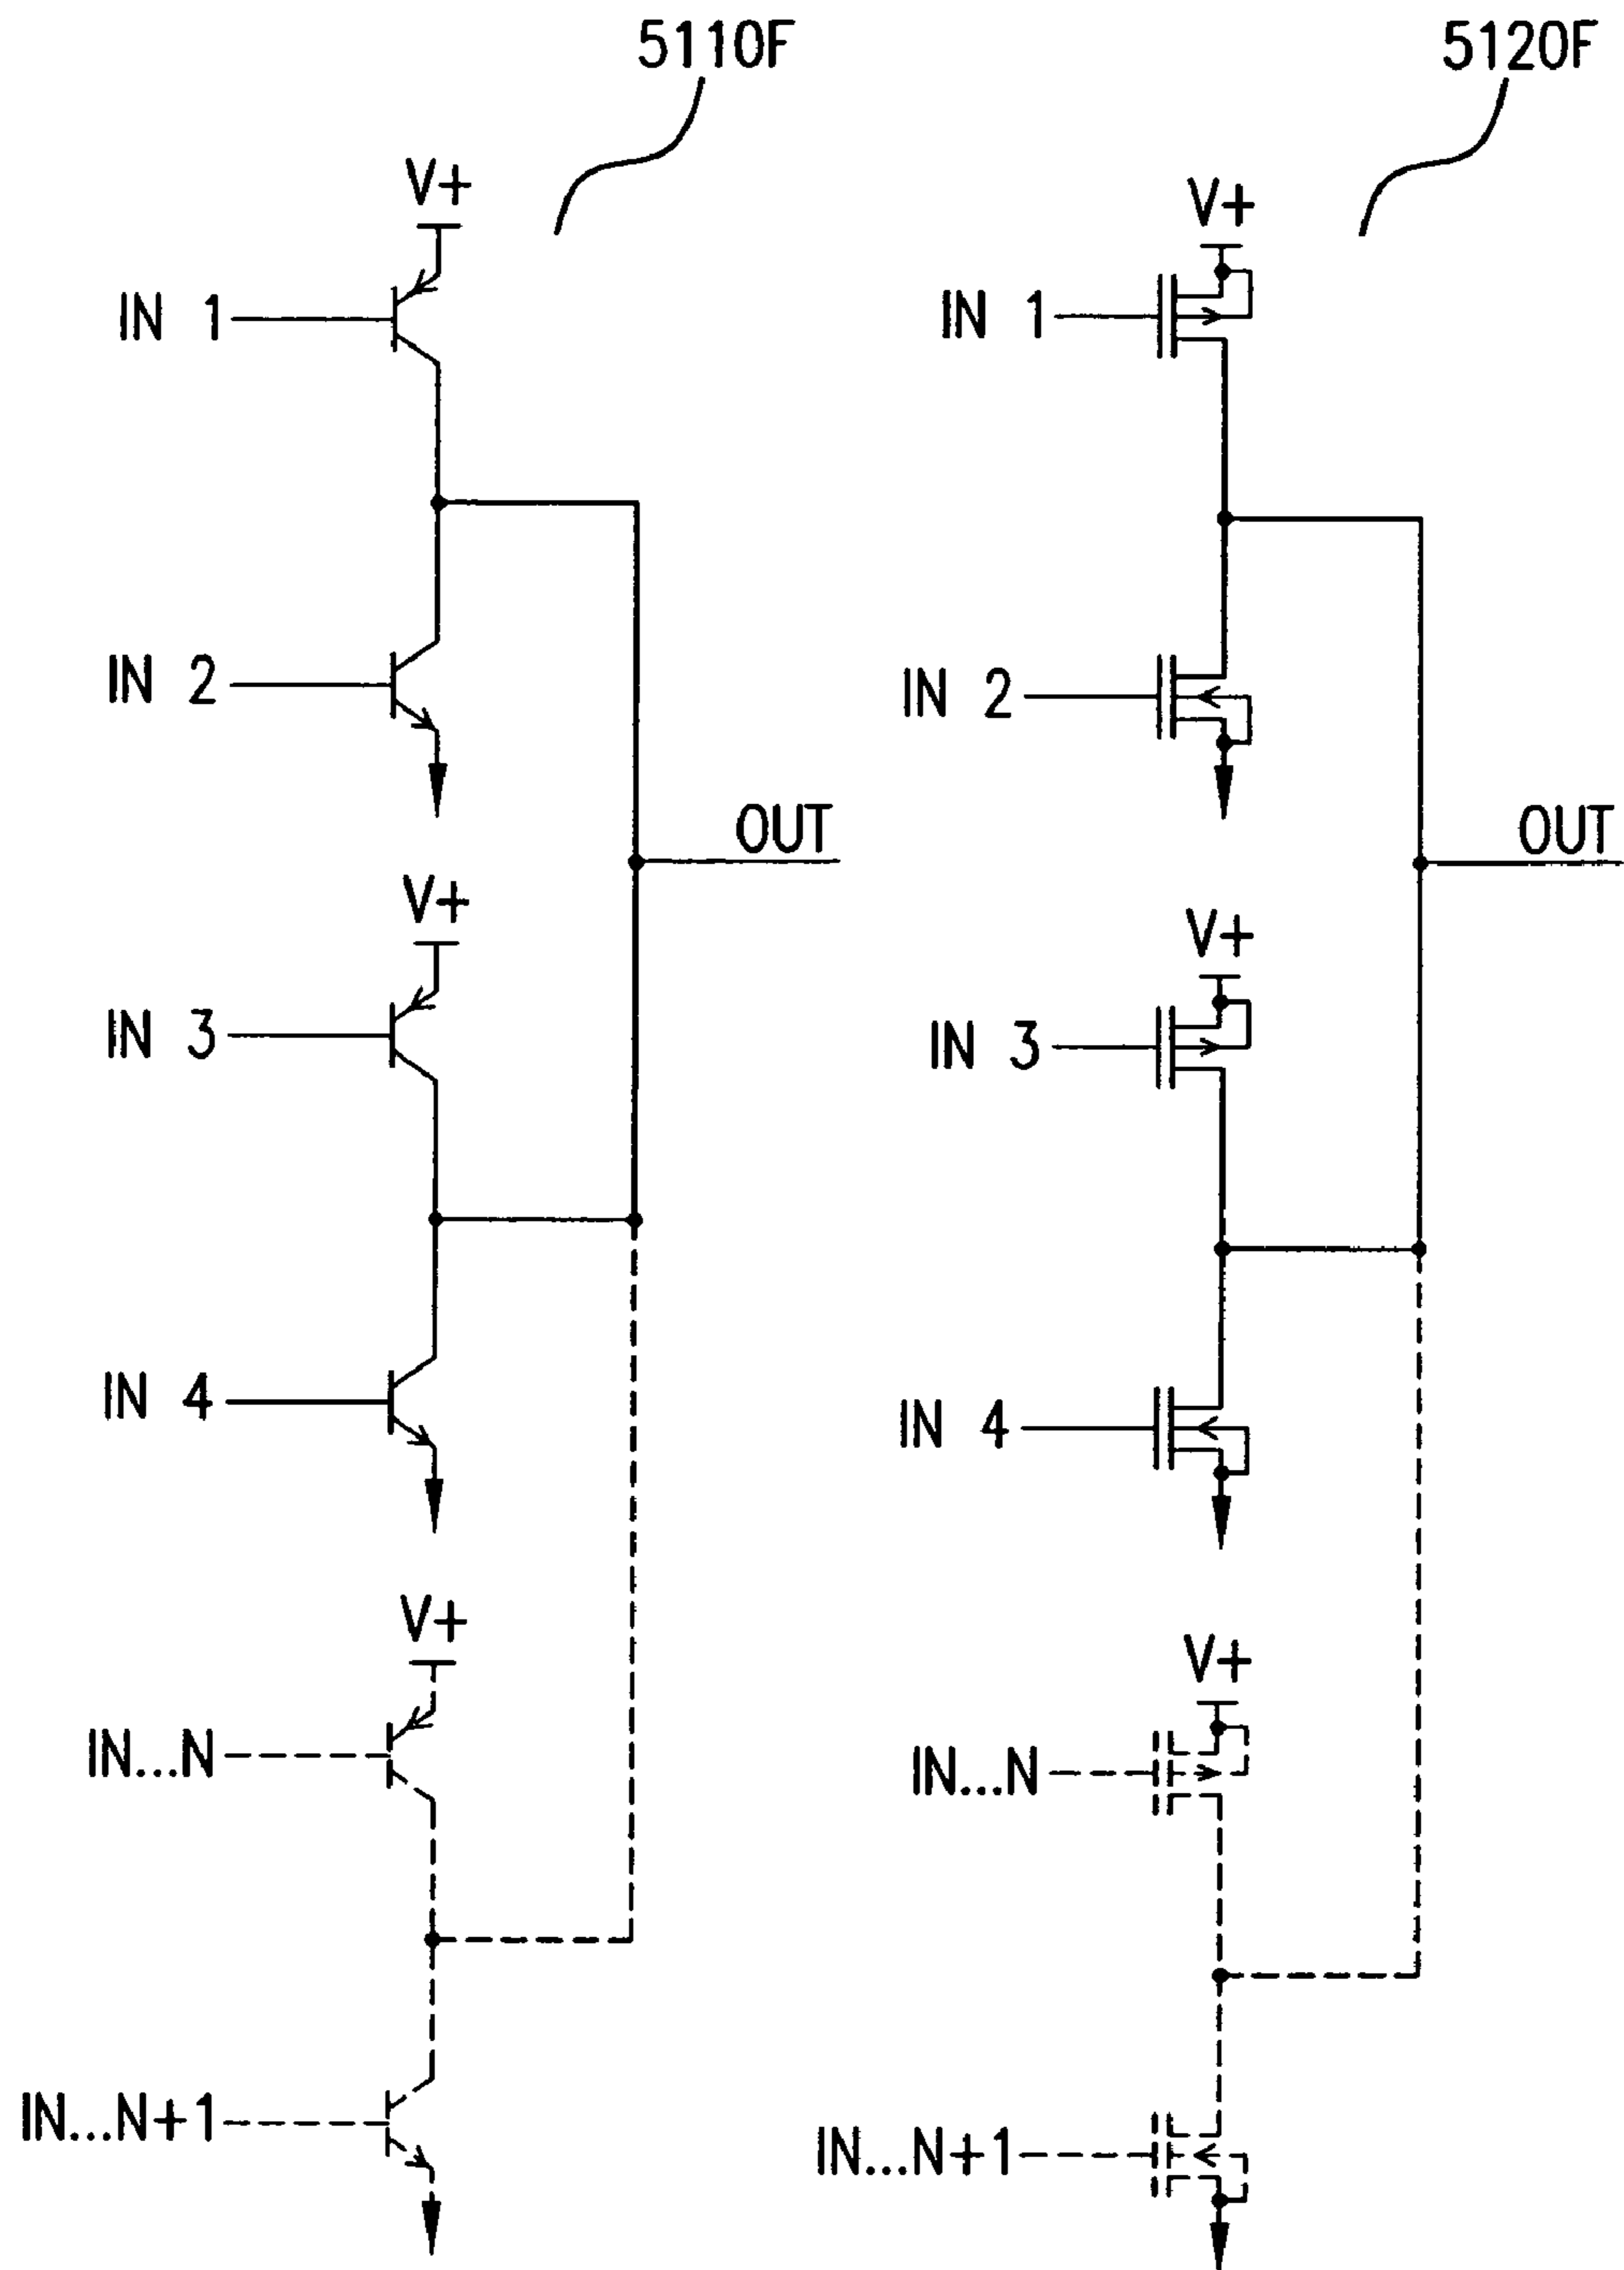 5110F
5120F
V+
V+
IN 1
IN 1
IN 2
IN 2
OUT
OUT
V+
V+
IN 3
IN 3
IN 4
IN 4
V+
V+
IN...N
IN...N
IN...N+1
IN...N+1